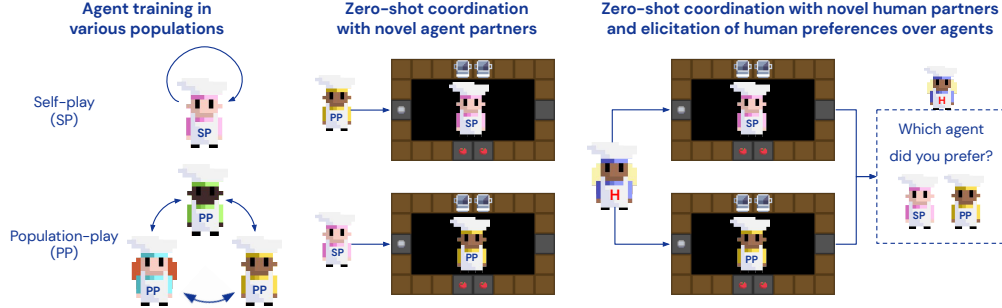 Agent training in
various populations
Zero-shot coordination
with novel agent partners
Zero-shot coordination with novel human partners
and elicitation of human preferences over agents
Self-play
(SP)
SP
PP
SP
SP
H
Which agent
did you prefer?
SP
PP
PP
Population-play
(PP)
PP
PP
SP
PP
H
PP